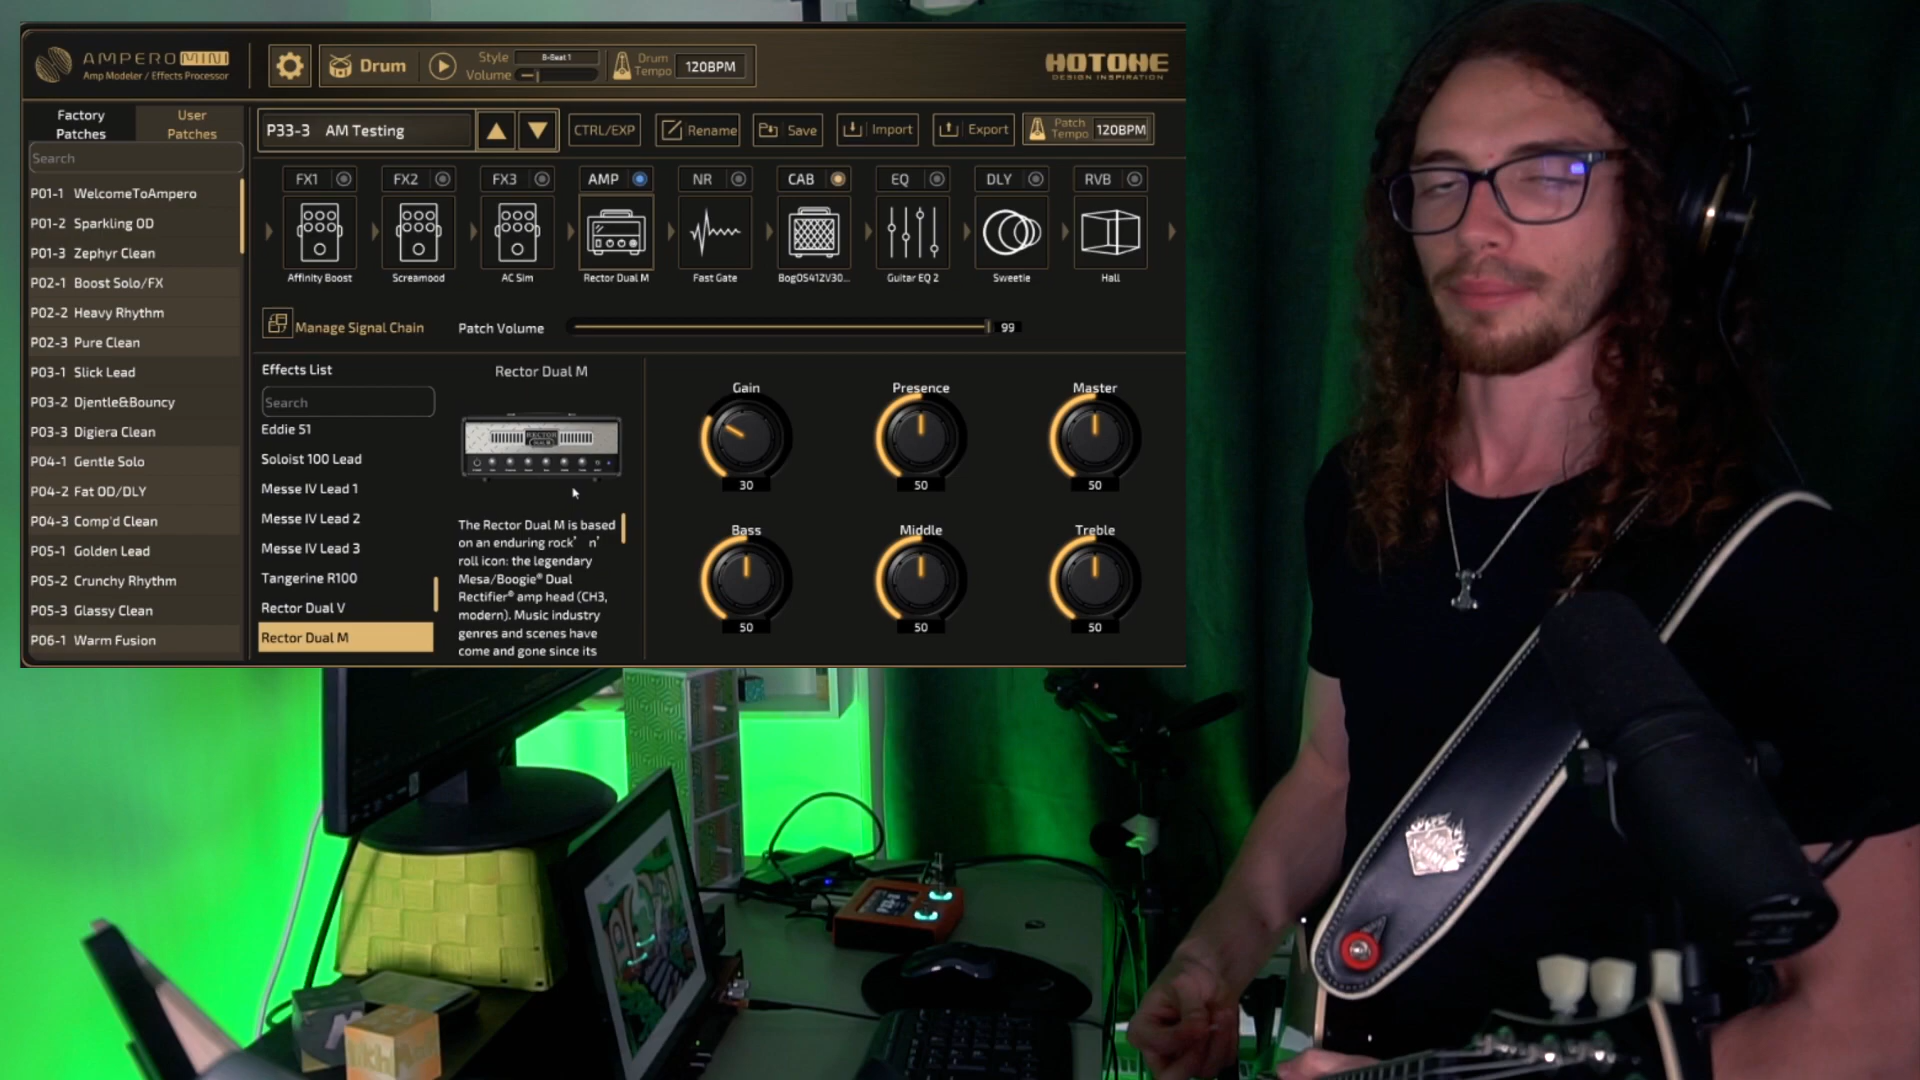 AMPERO MINI
Amp Modeler / Effects Processor
Drum
Style
B-Beat 1
Volume
Drum
Tempo
120BPM
HOTONE
DESIGN INSPIRATION
Factory
Patches
User
Patches
Search
P01-1 WelcomeToAmpero
P01-2 Sparkling OD
P01-3 Zephyr Clean
P02-1 Boost Solo/FX
P02-2 Heavy Rhythm
P02-3 Pure Clean
P03-1 Slick Lead
P03-2 Djentle&Bouncy
P03-3 Digiera Clean
P04-1 Gentle Solo
P04-2 Fat OD/DLY
P04-3 Comp'd Clean
P05-1 Golden Lead
P05-2 Crunchy Rhythm
P05-3 Glassy Clean
P06-1 Warm Fusion
P33-3 AM Testing
CTRL/EXP
Rename
Save
Import
Export
Patch
Tempo
120BPM
FX1
FX2
FX3
AMP
NR
CAB
EQ
DLY
RVB
Affinity Boost
Screamood
AC Sim
Rector Dual M
Fast Gate
BogOS412V30...
Guitar EQ 2
Sweetie
Hall
Manage Signal Chain
Patch Volume
99
Effects List
Search
Eddie 51
Soloist 100 Lead
Messe IV Lead 1
Messe IV Lead 2
Messe IV Lead 3
Tangerine R100
Rector Dual V
Rector Dual M
Rector Dual M
RECTOR
DUAL M
The Rector Dual M is based
on an enduring rock' n'
roll icon: the legendary
Mesa/Boogie® Dual
Rectifier® amp head (CH3,
modern). Music industry
genres and scenes have
come and gone since its
Gain
30
Presence
50
Master
50
Bass
50
Middle
50
Treble
50
P33-3